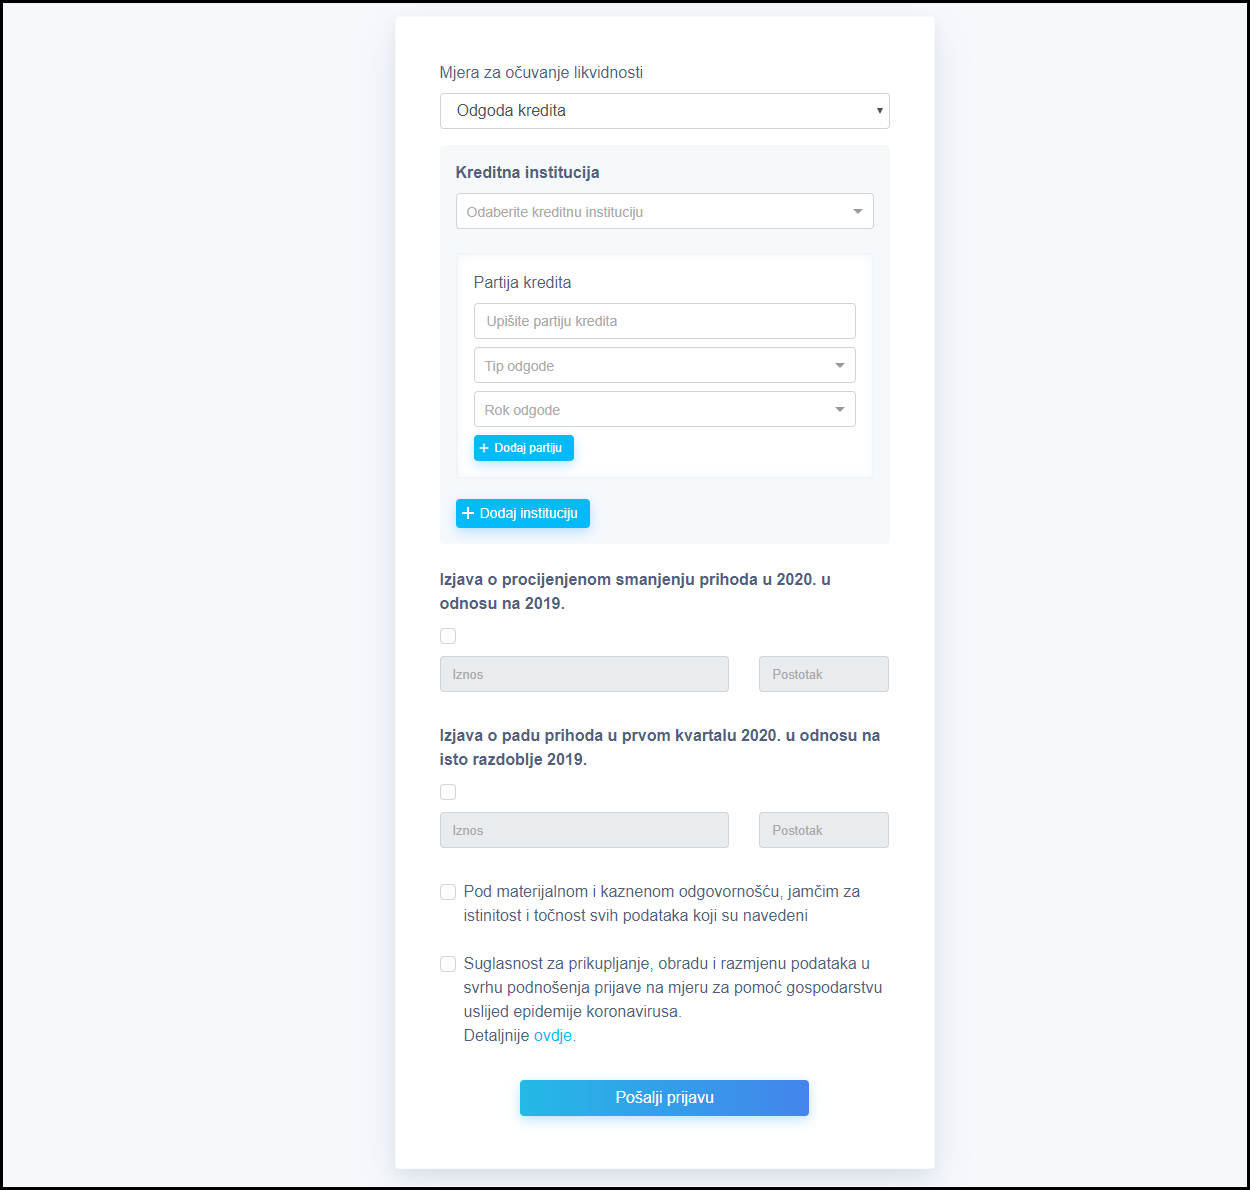 Mjera za očuvanje likvidnosti
Odgoda kredita
Kreditna institucija
Odaberite kreditnu instituciju
Partija kredita
Upišite partiju kredita
Tip odgode
Rok odgode
+ Dodaj partiju
+ Dodaj instituciju
Izjava o procijenjenom smanjenju prihoda u 2020. u
odnosu na 2019.
Iznos Postotak
Izjava o padu prihoda u prvom kvartalu 2020. u odnosu na
isto razdoblje 2019.
Iznos Postotak
Pod materijalnom i kaznenom odgovornošću, jamčim za
istinitost i točnost svih podataka koji su navedeni
Suglasnost za prikupljanje, obradu i razmjenu podataka u
svrhu podnošenja prijave na mjeru za pomoć gospodarstvu
uslijed epidemije koronavirusa.
Detaljnije ovdje.
Pošalji prijavu